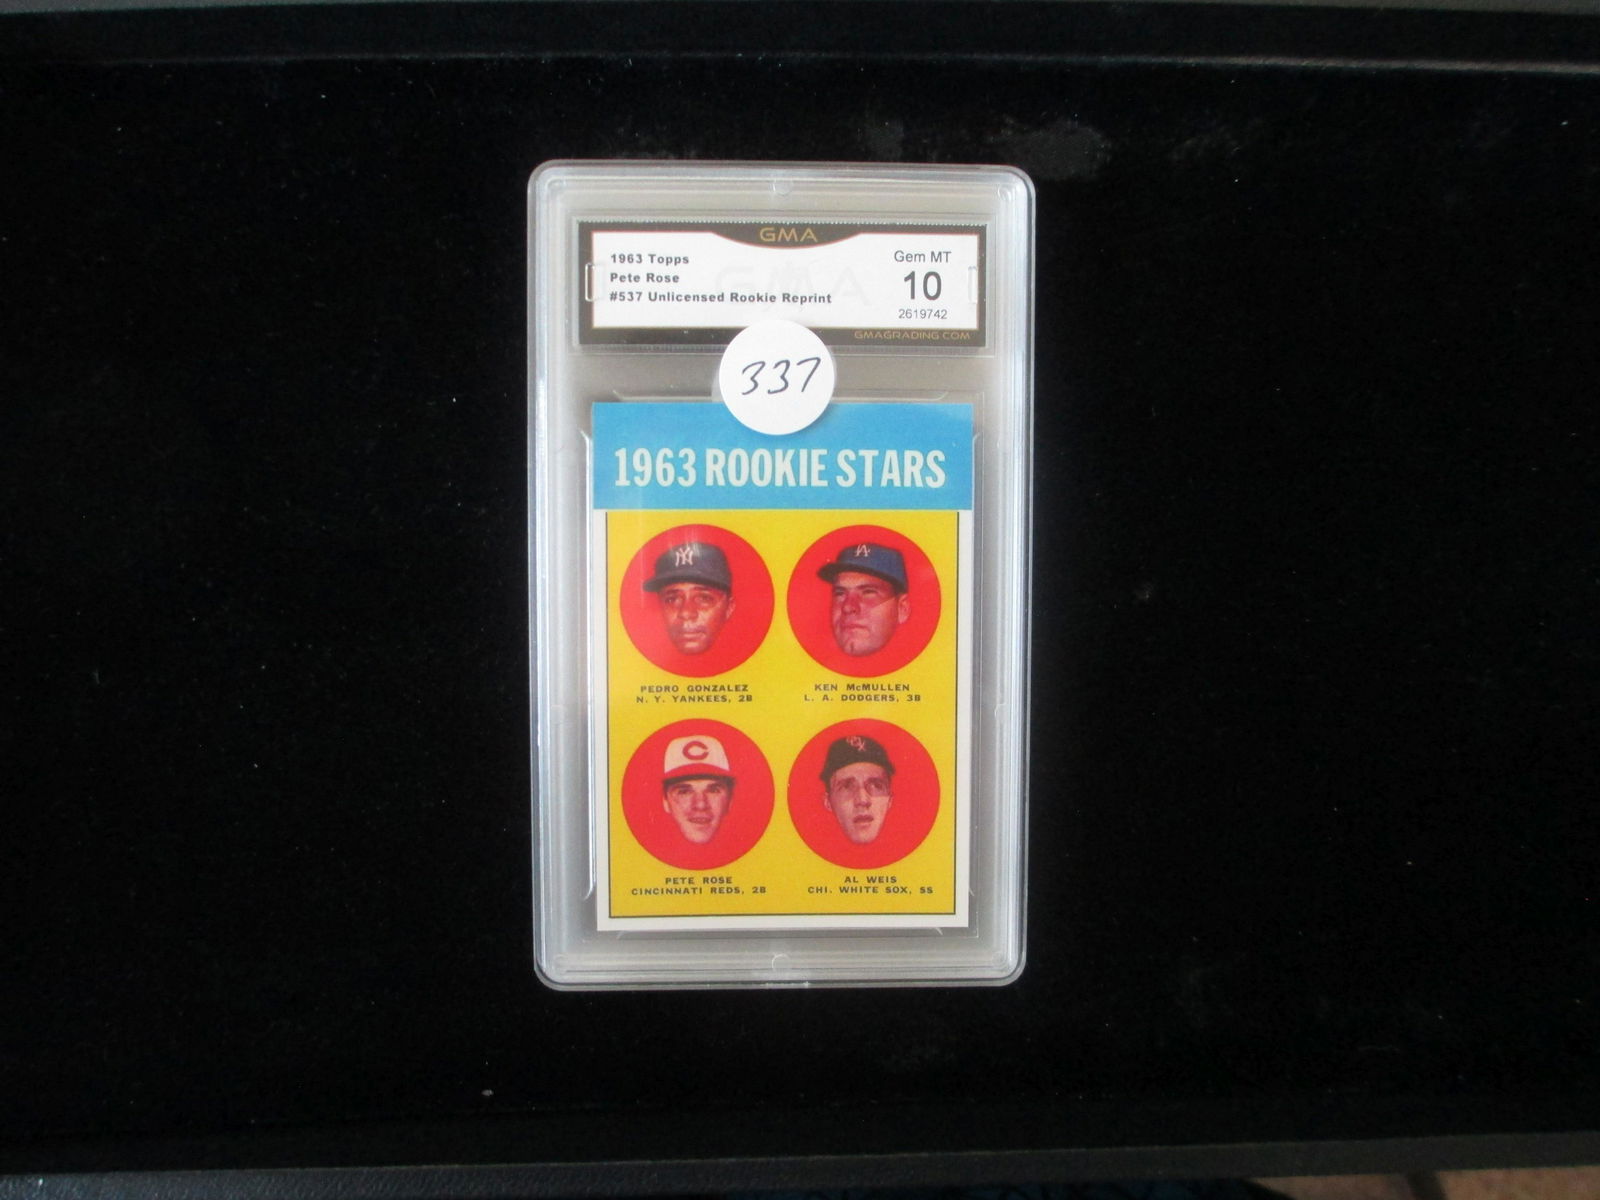 GMA
1963 Topps
Pete Rose
#537 Unlicensed Rookie Reprint
Gem MT
10
2619742
GMAGRADING.COM
337
1963 ROOKIE STARS
PEDRO GONZALEZ
N. Y. YANKEES, 2B
KEN McMULLEN
L. A. DODGERS, 3B
PETE ROSE
CINCINNATI REDS, 2B
AL WEIS
CHI. WHITE SOX, SS